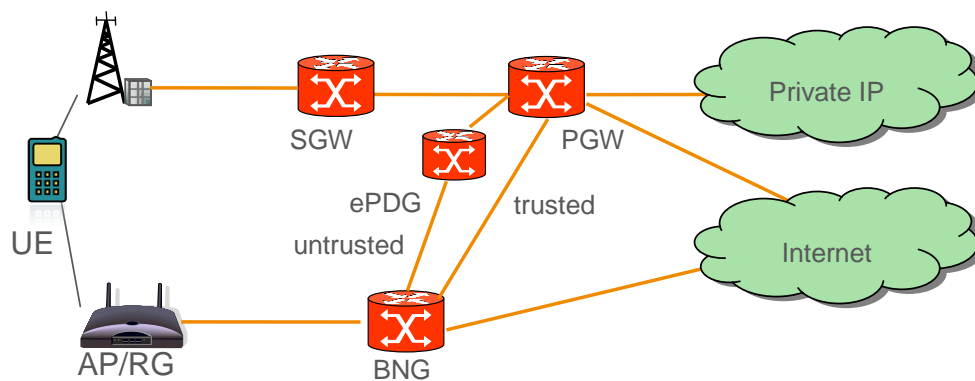 Private IP
SGW
PGW
ePDG
trusted
UE
untrusted
Internet
AP/RG
BNG